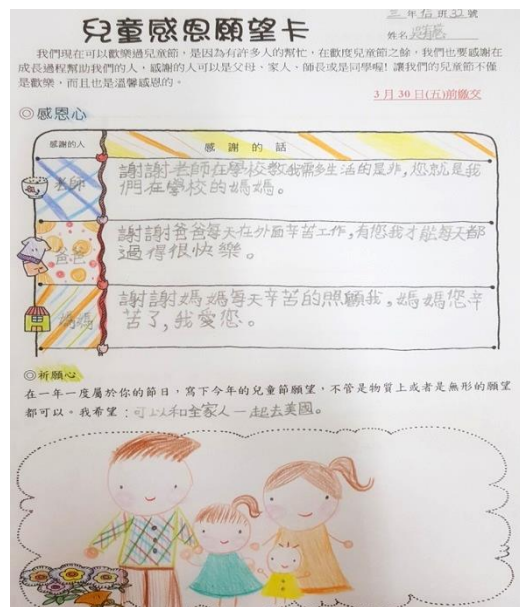 兒童感恩願望卡
三年信班32號
姓名
我們現在可以歡樂過兒童節，是因為有許多人的幫忙，在歡度兒童節之餘，我們也要感謝在
成長過程幫助我們的人，感謝的人可以是父母、家人、師長或是同學喔! 讓我們的兒童節不僅
是歡樂，而且也是溫馨感恩的。
3 月 30 日(五)前繳交
◎感恩心
感謝的人 感謝的話
老師
謝謝老師在學校教我許多生活的是非,您就是我
們在學校的媽媽。
爸爸
謝謝爸爸每天在外面辛苦工作,有您我才能每天都
過得很快樂。
媽媽
謝謝媽媽每天辛苦的照顧我,媽媽您辛
苦了,我愛您。
◎祈願心
在一年一度屬於你的節日，寫下今年的兒童節願望，不管是物質上或者是無形的願望
都可以。我希望：可以和全家人一起去美國。